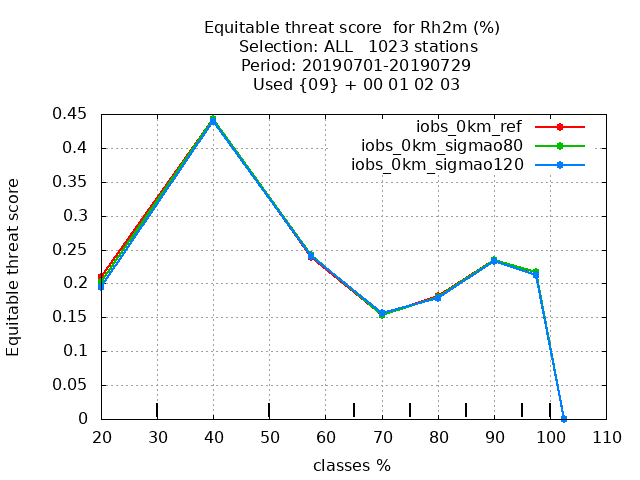 Equitable threat score  for Rh2m (%)
Selection: ALL   1023 stations
Period: 20190701-20190729
Used {09} + 00 01 02 03
iobs_0km_ref
iobs_0km_sigmao80
iobs_0km_sigmao120
Equitable threat score
0.45
0.4
0.35
0.3
0.25
0.2
0.15
0.1
0.05
0
20 30 40 50 60 70 80 90 100 110
classes %